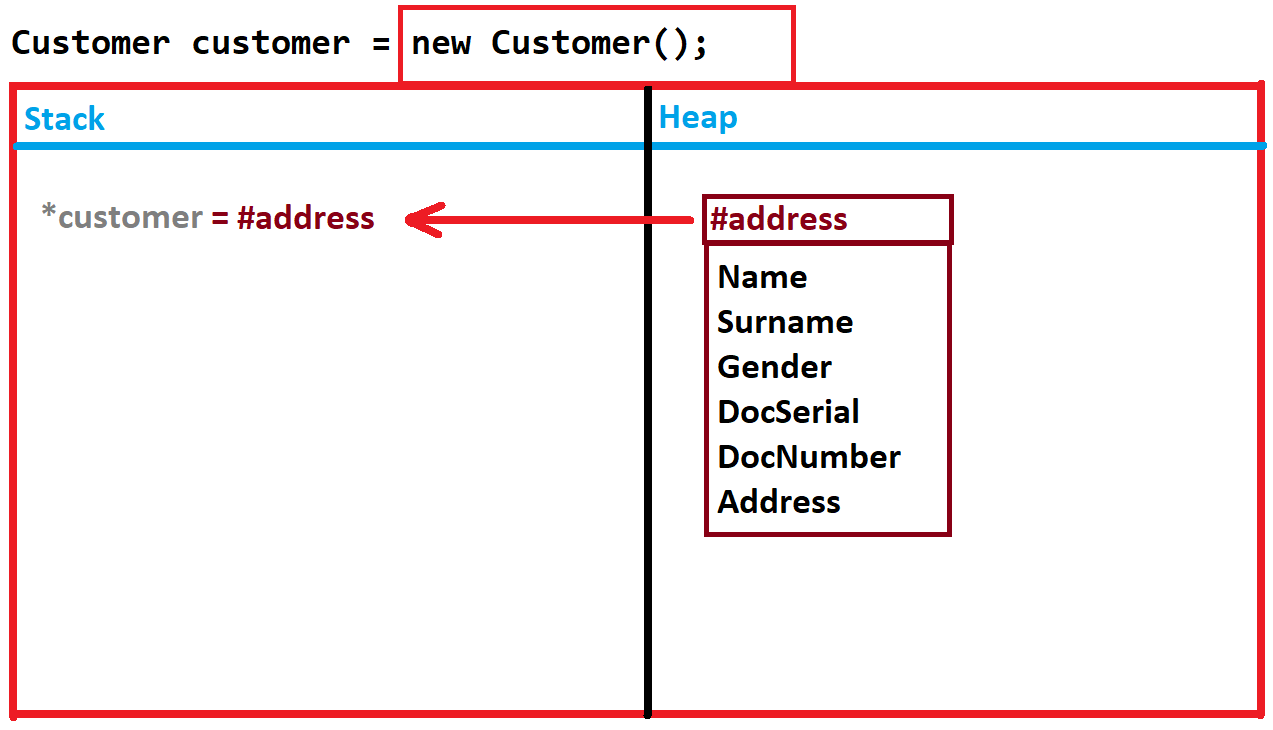 Customer customer = new Customer();
Stack
Heap
*customer = #address
#address
Name
Surname
Gender
DocSerial
DocNumber
Address